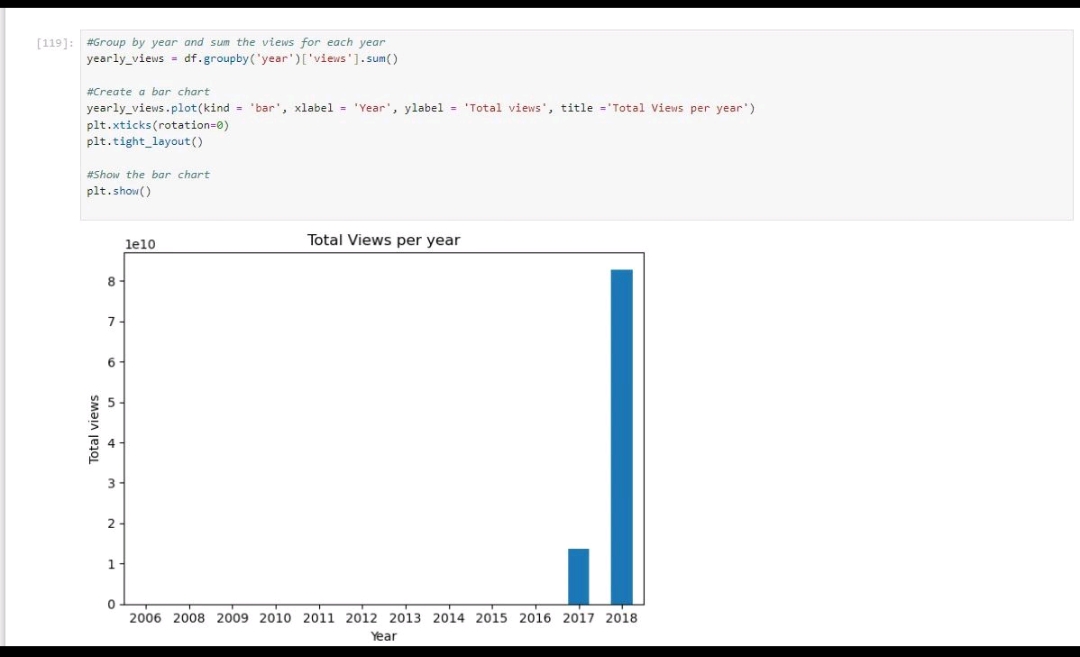 [119]: #Group by year and sum the views for each year
yearly_views = df.groupby('year')['views'].sum()
#Create a bar chart
yearly_views.plot(kind = 'bar', xlabel = 'Year', ylabel = 'Total views', title ='Total Views per year')
plt.xticks(rotation=0)
plt.tight_layout()
#Show the bar chart
plt.show()
1e10
Total Views per year
8
7
6
5
4
3
2
1
0
Total views
2006 2008 2009 2010 2011 2012 2013 2014 2015 2016 2017 2018
Year